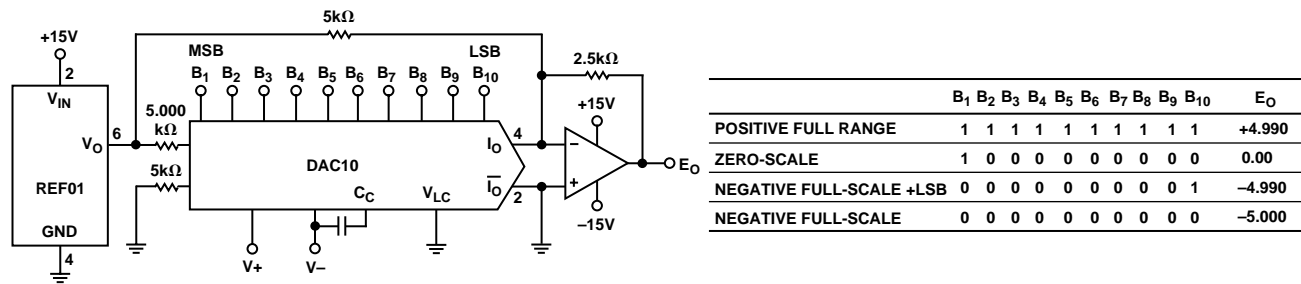 5kΩ
+15V
MSB
LSB
2.5kΩ
B1 B2 B3 B4 B5 B6 B7 B8 B9 B10
2
VIN
5.000
kΩ
+15V
6
VO
IO
4
–
DAC10
EO
5kΩ
REF01
CC
VLC
IO
2
+
GND
–15V
4
V+
V–
B1 B2 B3 B4 B5 B6 B7 B8 B9 B10 EO
POSITIVE FULL RANGE 1 1 1 1 1 1 1 1 1 1 +4.990
ZERO-SCALE 1 0 0 0 0 0 0 0 0 0 0.00
NEGATIVE FULL-SCALE +LSB 0 0 0 0 0 0 0 0 0 1 –4.990
NEGATIVE FULL-SCALE 0 0 0 0 0 0 0 0 0 0 –5.000